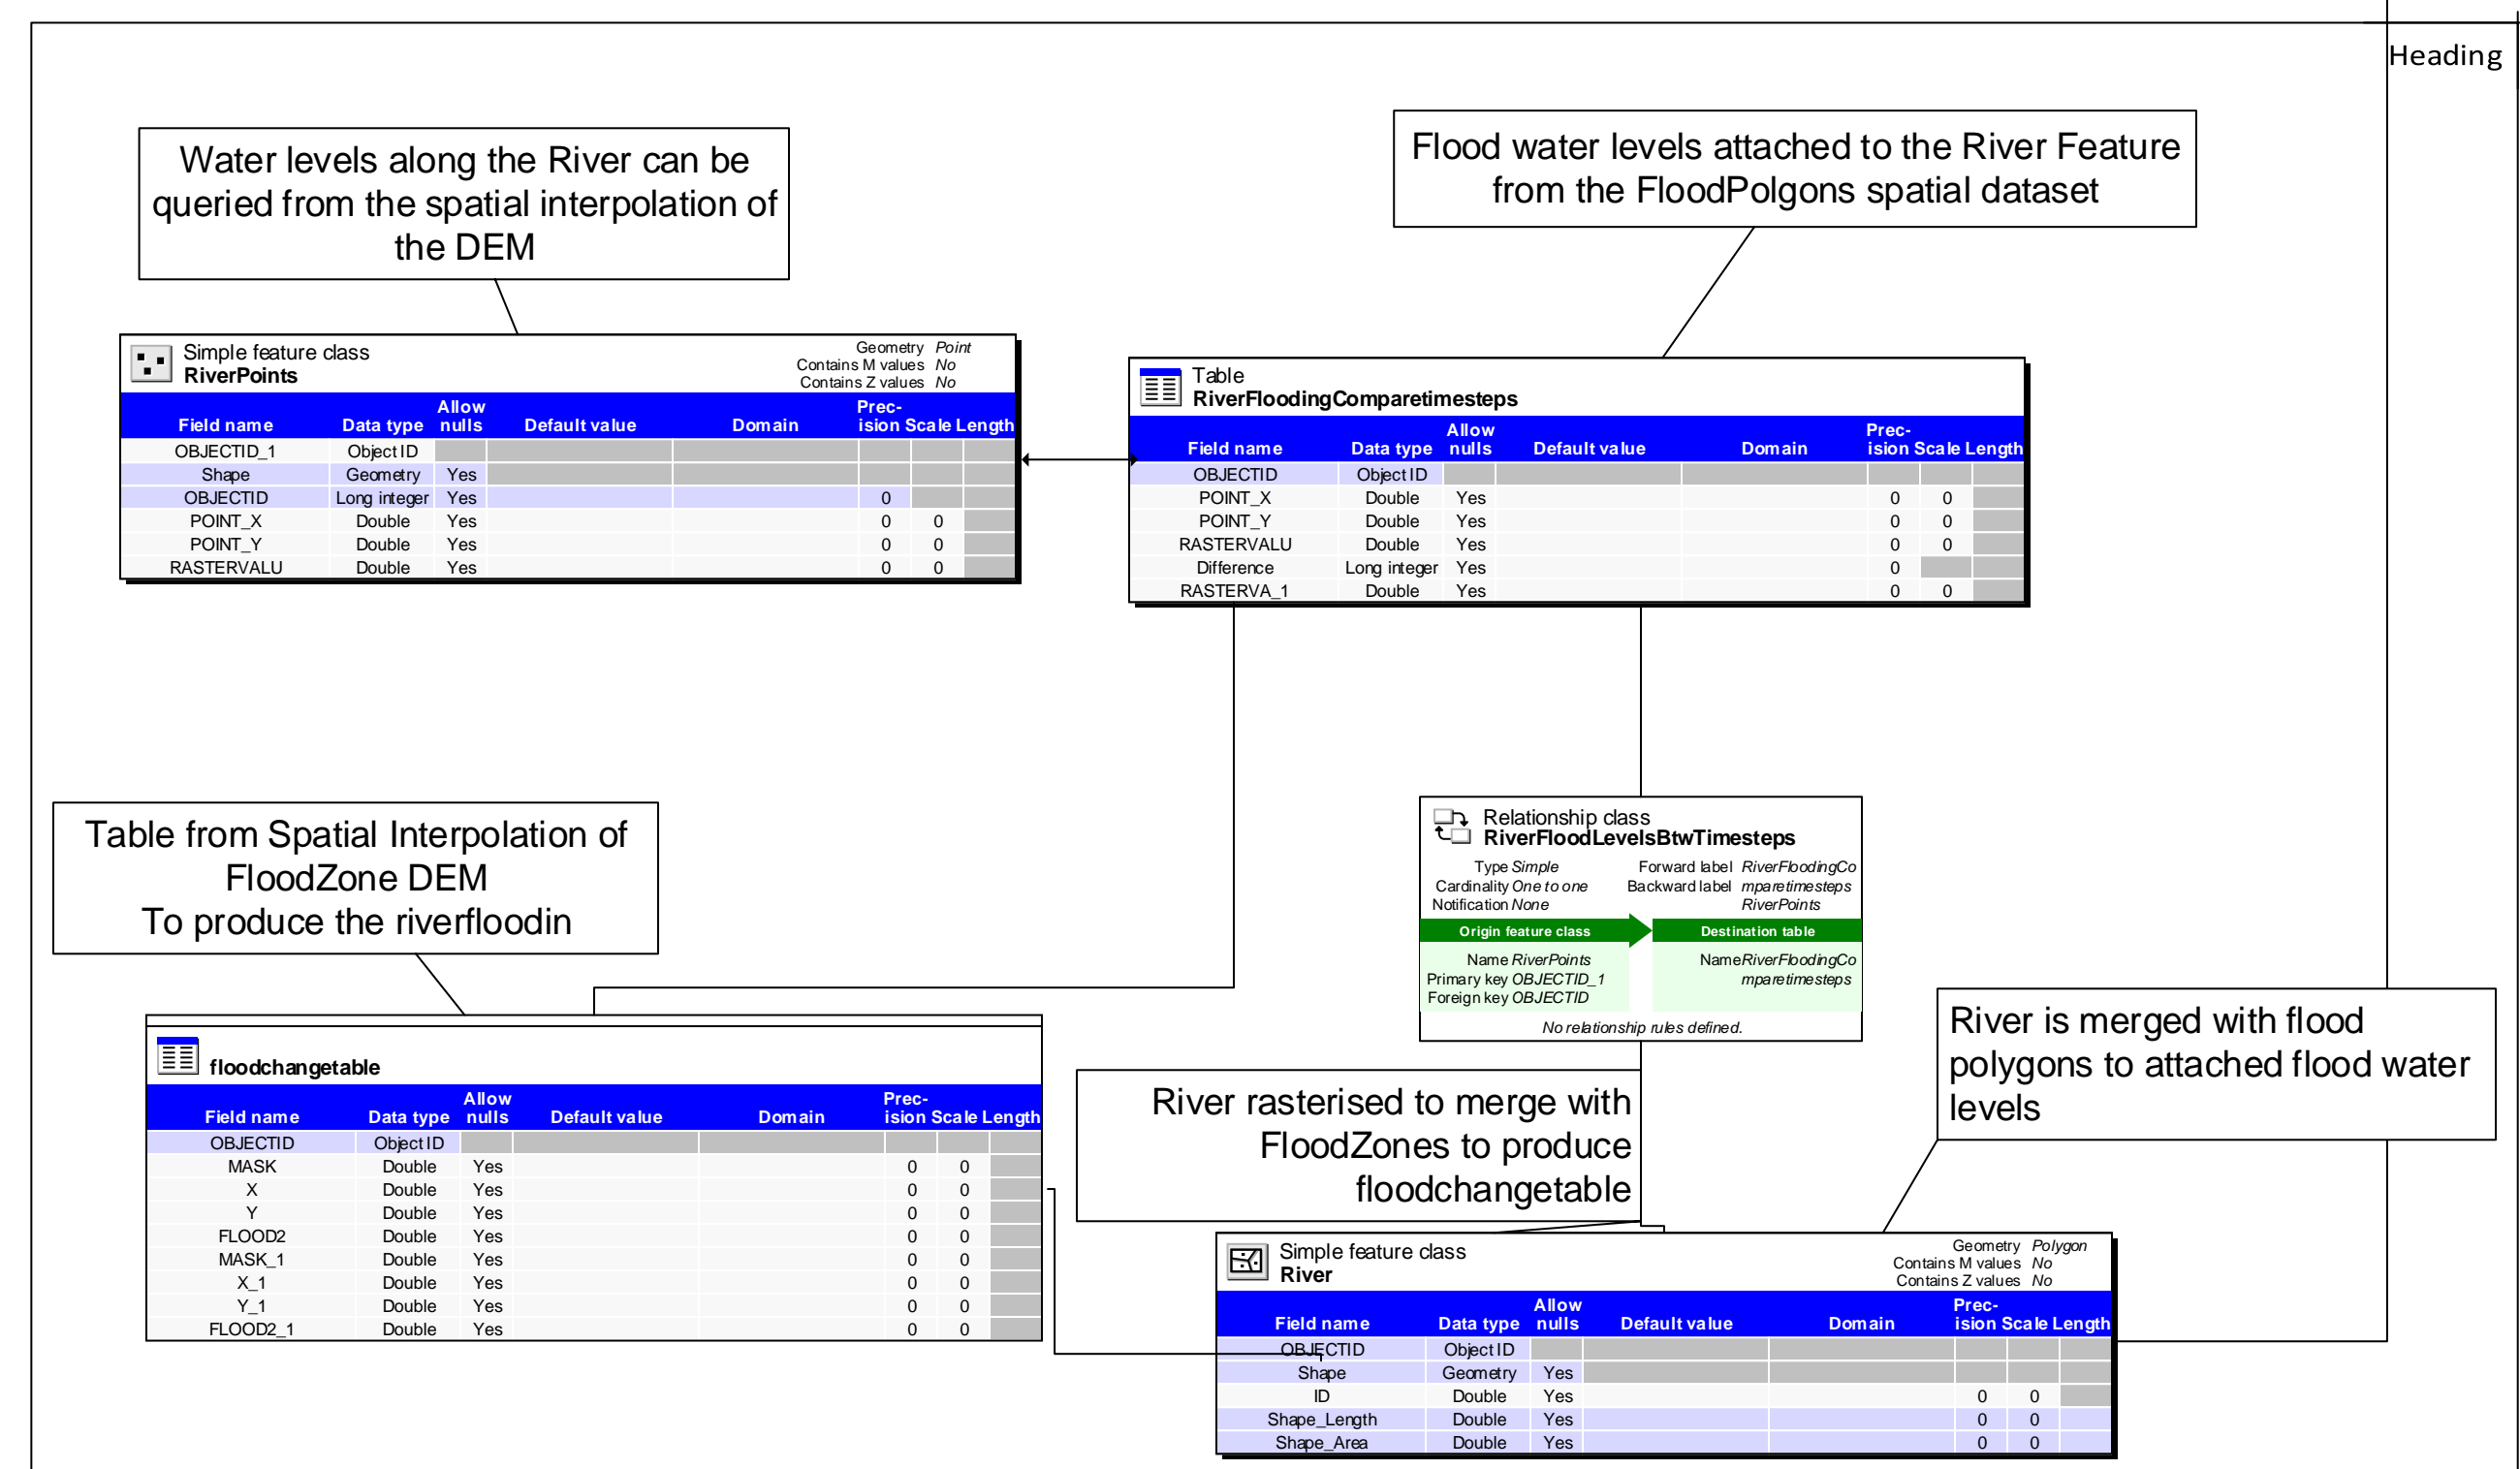 Heading
Water levels along the River can be
queried from the spatial interpolation of
the DEM
Flood water levels attached to the River Feature
from the FloodPolgons spatial dataset
Simple feature class
RiverPoints
Geometry Point
Contains M values No
Contains Z values No
Field name Data type Allow nulls Default value Domain Prec-ision Scale Length
OBJECTID_1 Object ID
Shape Geometry Yes
OBJECTID Long integer Yes 0
POINT_X Double Yes 0 0
POINT_Y Double Yes 0 0
RASTERVALU Double Yes 0 0
Table
RiverFloodingComparetimesteps
Field name Data type Allow nulls Default value Domain Prec-ision Scale Length
OBJECTID Object ID
POINT_X Double Yes 0 0
POINT_Y Double Yes 0 0
RASTERVALU Double Yes 0 0
Difference Long integer Yes 0
RASTERVA_1 Double Yes 0 0
Table from Spatial Interpolation of
FloodZone DEM
To produce the riverfloodin
Relationship class
RiverFloodLevelsBtwTimesteps
Type Simple Forward label RiverFloodingCo
Cardinality One to one Backward label mparetimesteps
Notification None RiverPoints
Origin feature class Destination table
Name RiverPoints Name RiverFloodingCo
Primary key OBJECTID_1 mparetimesteps
Foreign key OBJECTID
No relationship rules defined.
floodchangetable
Field name Data type Allow nulls Default value Domain Prec-ision Scale Length
OBJECTID Object ID
MASK Double Yes 0 0
X Double Yes 0 0
Y Double Yes 0 0
FLOOD2 Double Yes 0 0
MASK_1 Double Yes 0 0
X_1 Double Yes 0 0
Y_1 Double Yes 0 0
FLOOD2_1 Double Yes 0 0
River rasterised to merge with
FloodZones to produce
floodchangetable
River is merged with flood
polygons to attached flood water
levels
Simple feature class
River
Geometry Polygon
Contains M values No
Contains Z values No
Field name Data type Allow nulls Default value Domain Prec-ision Scale Length
OBJECTID Object ID
Shape Geometry Yes
ID Double Yes 0 0
Shape_Length Double Yes 0 0
Shape_Area Double Yes 0 0